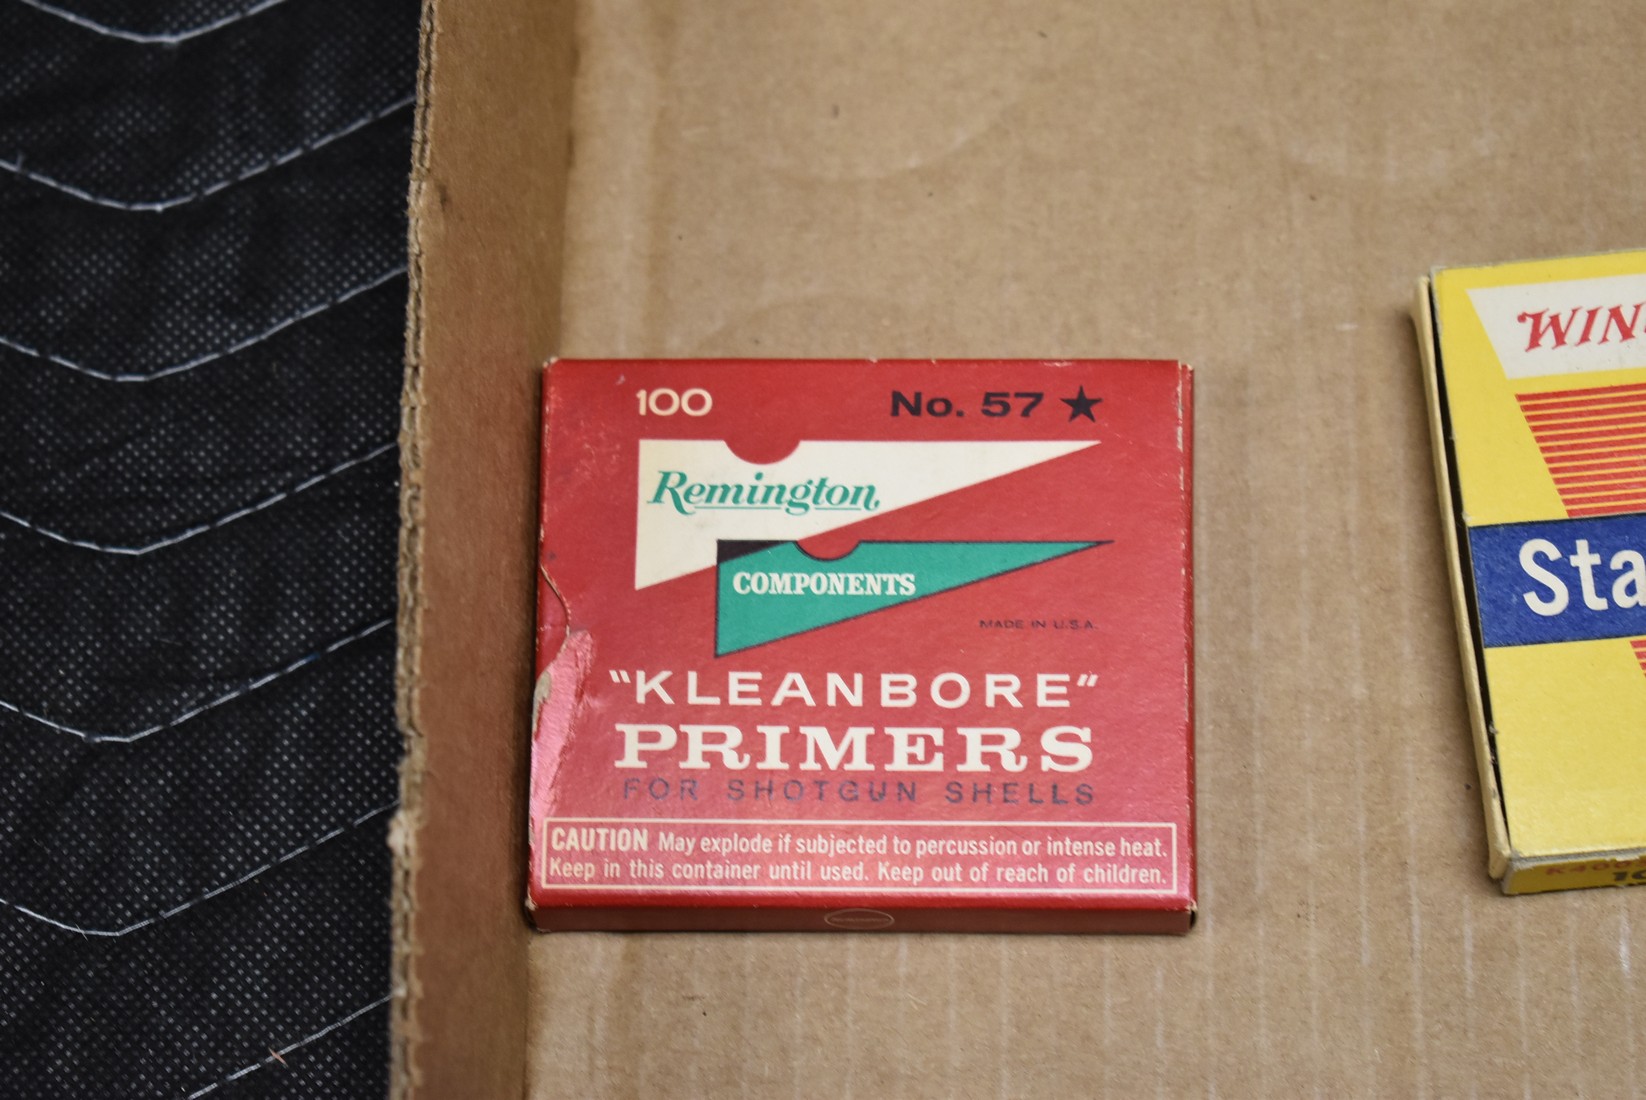 100 No. 57 ★
Remington
COMPONENTS
MADE IN U.S.A.
"KLEANBORE"
PRIMERS
FOR SHOTGUN SHELLS
CAUTION May explode if subjected to percussion or intense heat.
Keep in this container until used. Keep out of reach of children.
WIN
Sta